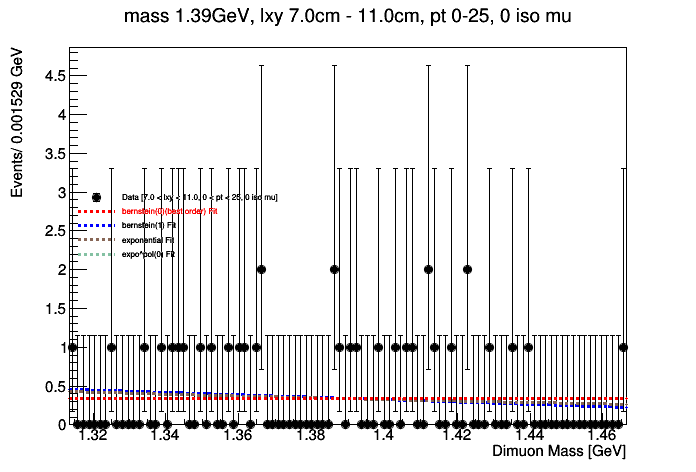 mass 1.39GeV, lxy 7.0cm - 11.0cm, pt 0-25, 0 iso mu
Events/ 0.001529 GeV
4.5
4
3.5
3
2.5
2
1.5
1
0.5
0
Data [7.0 < lxy < 11.0, 0 < pt < 25, 0 iso mu]
bernstein(0)(best order) Fit
bernstein(1) Fit
exponential Fit
expo*pol(0) Fit
1.32 1.34 1.36 1.38 1.4 1.42 1.44 1.46
Dimuon Mass [GeV]